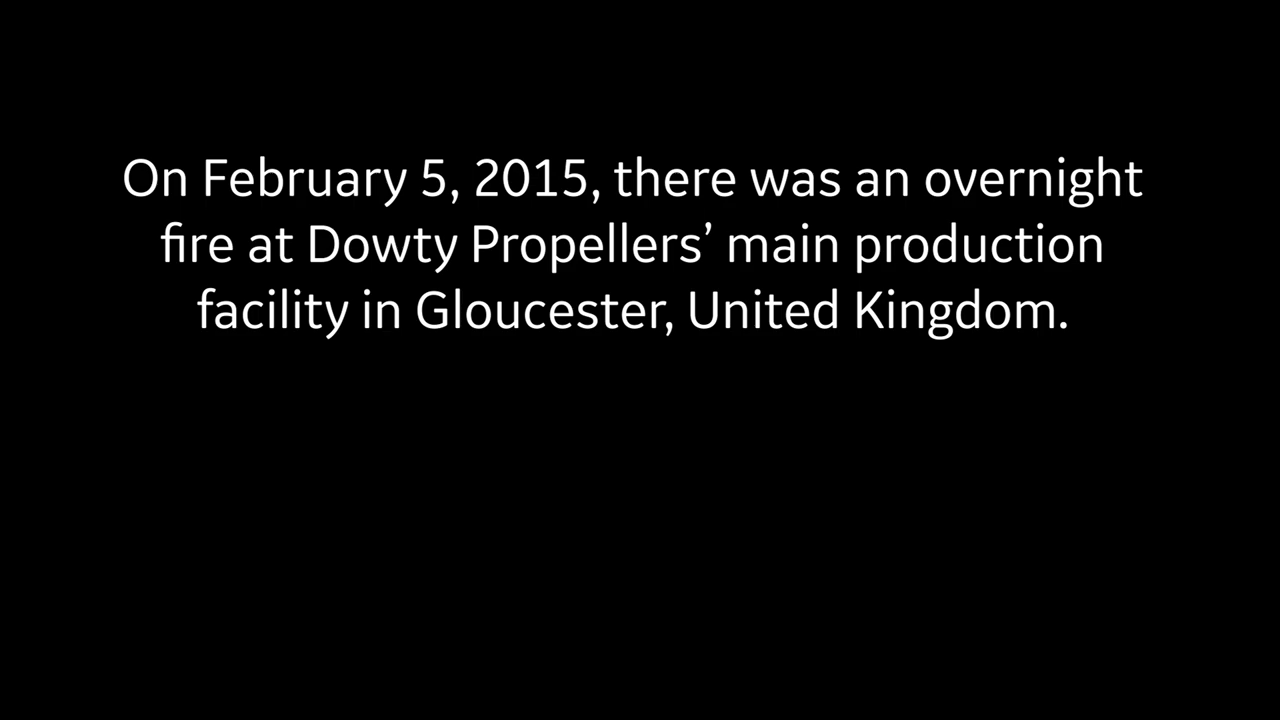 On February 5, 2015, there was an overnight
fire at Dowty Propellers’ main production
facility in Gloucester, United Kingdom.